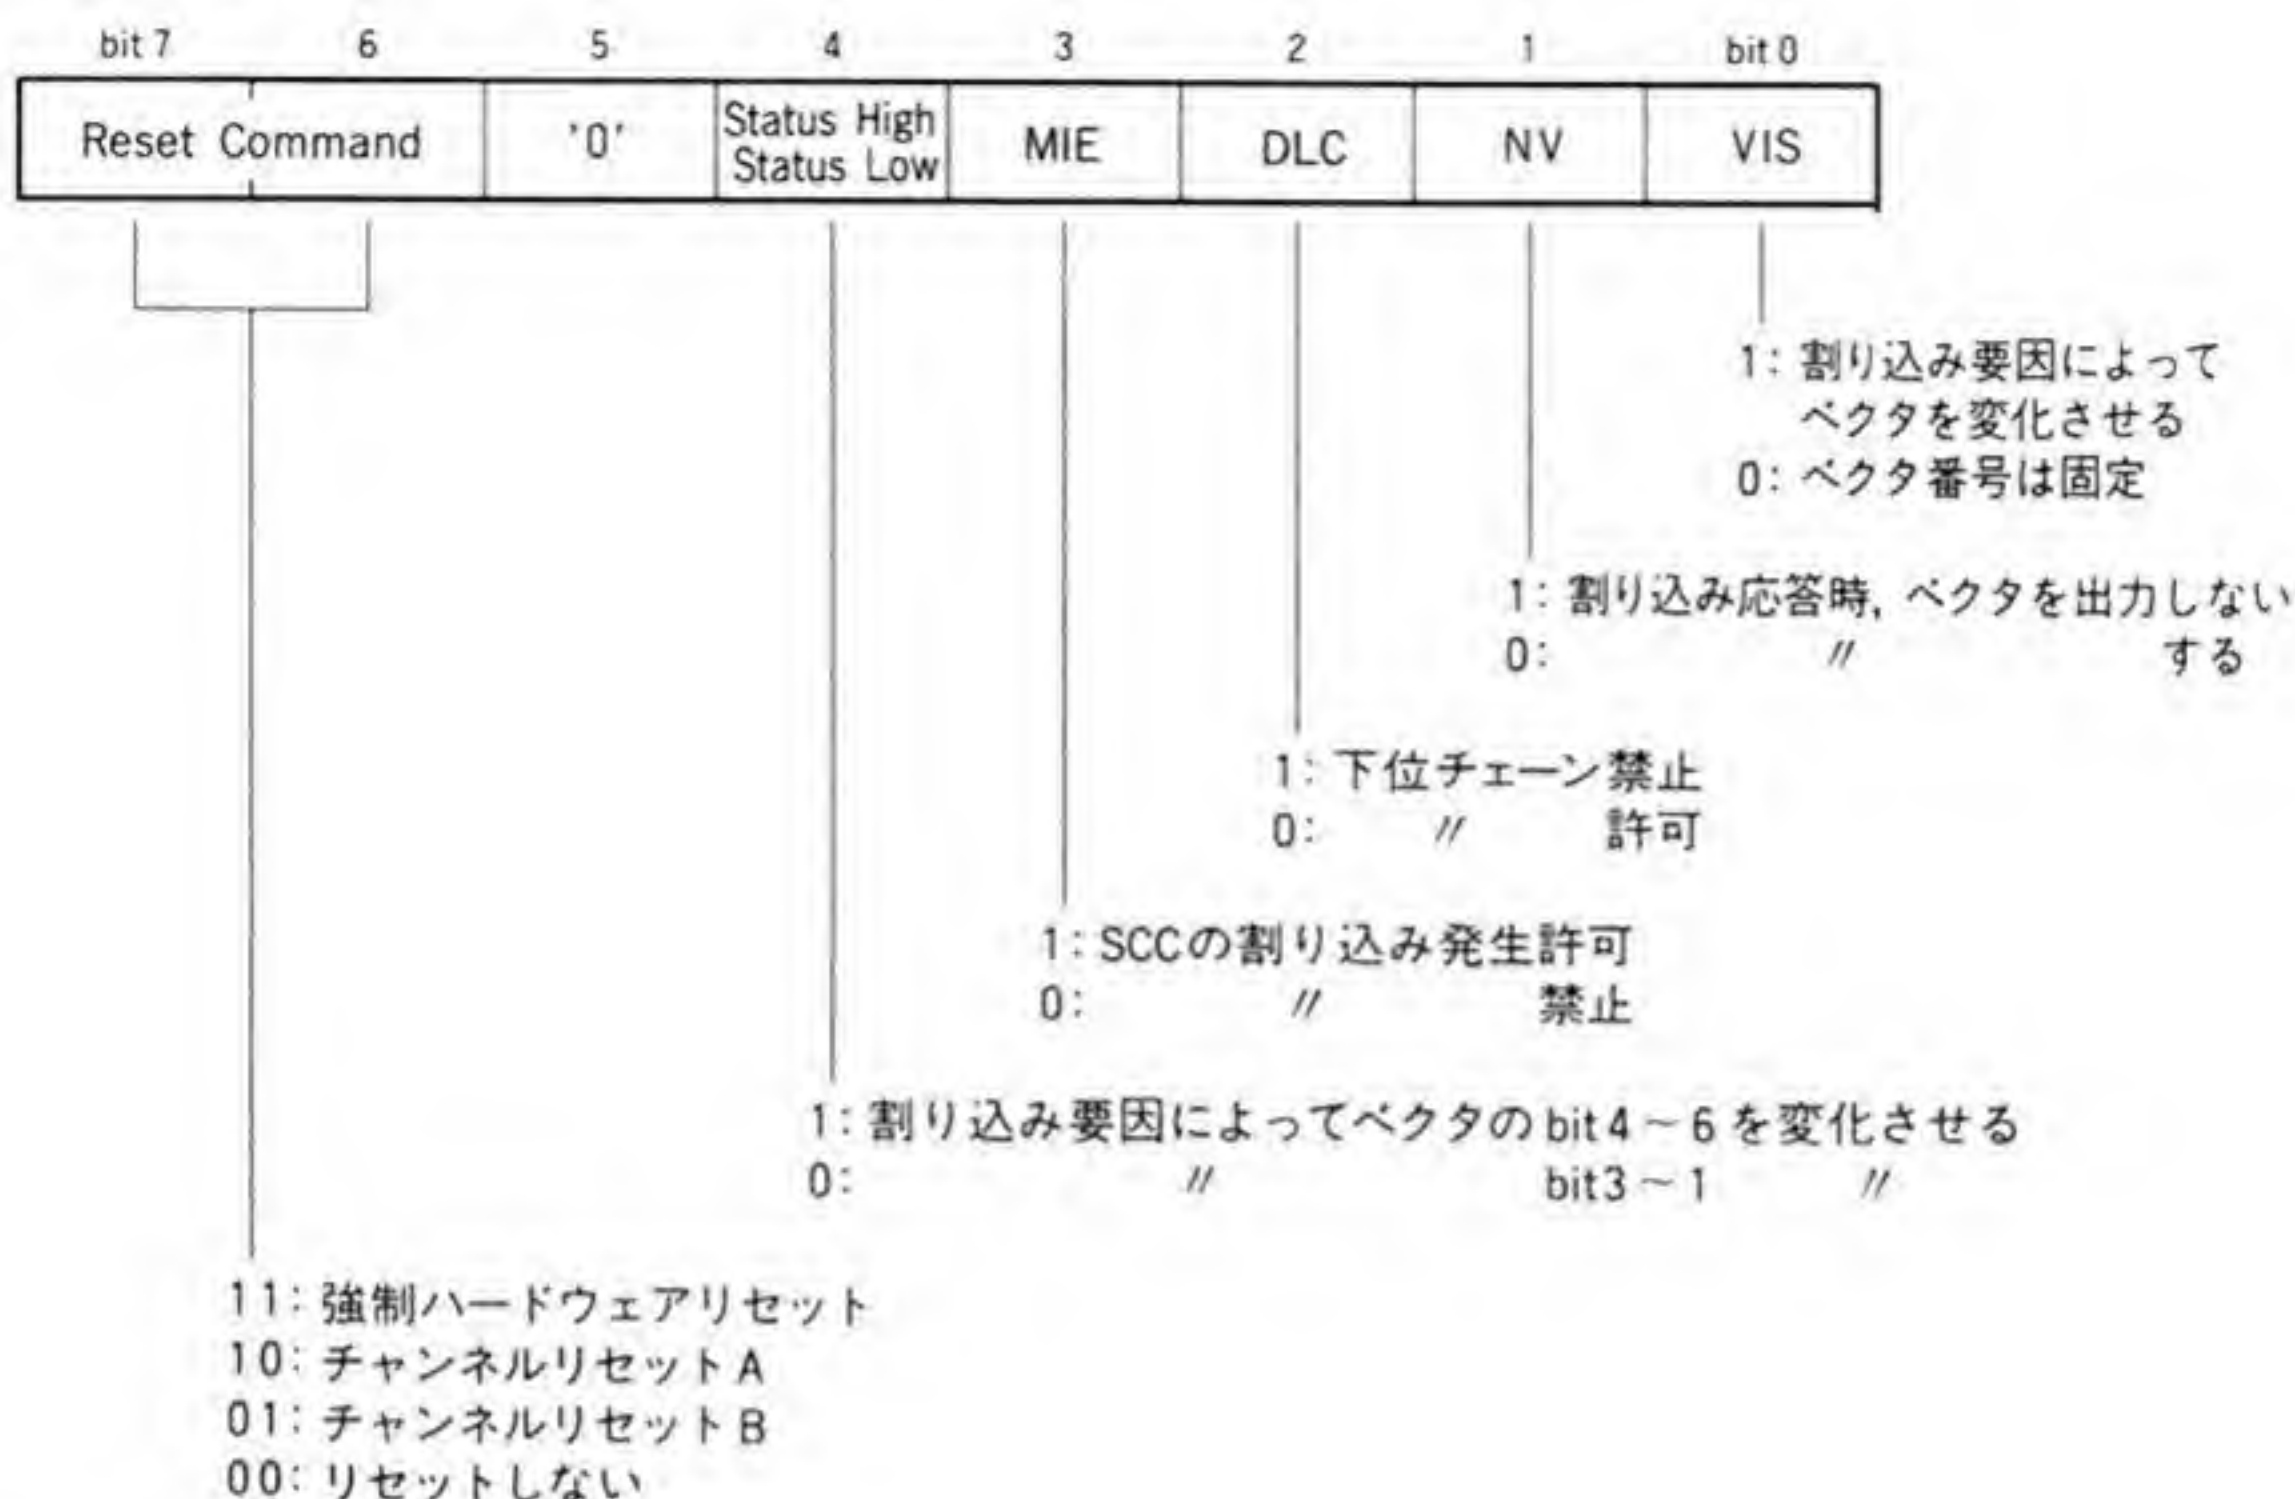 bit 7 6 5 4 3 2 1 bit 0
Reset Command '0' Status High MIE DLC NV VIS
Status Low
1: 割り込み要因によって
ベクタを変化させる
0: ベクタ番号は固定
1: 割り込み応答時, ベクタを出力しない
0: 〃 する
1: 下位チェーン禁止
0: 〃 許可
1: SCCの割り込み発生許可
0: 〃 禁止
1: 割り込み要因によってベクタのbit4～6を変化させる
0: 〃 bit3～1 〃
11: 強制ハードウェアリセット
10: チャンネルリセットA
01: チャンネルリセットB
00: リセットしない